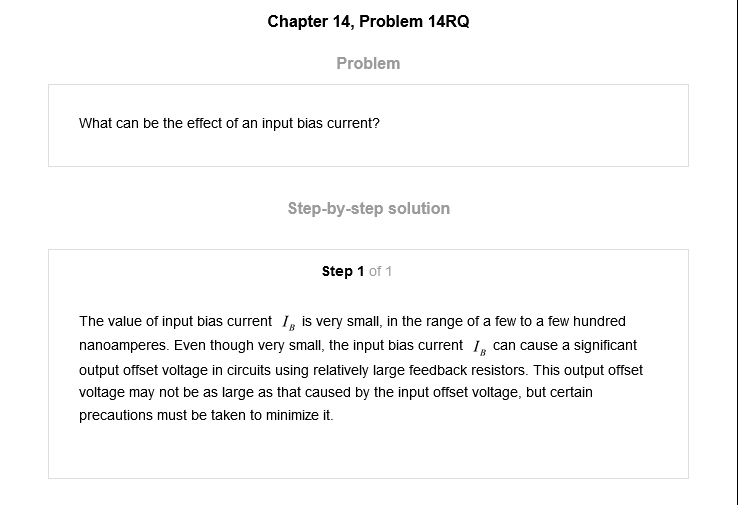 Chapter 14, Problem 14RQ
Problem
What can be the effect of an input bias current?
Step-by-step solution
Step 1 of 1
The value of input bias current I_B is very small, in the range of a few to a few hundred
nanoamperes. Even though very small, the input bias current I_B can cause a significant
output offset voltage in circuits using relatively large feedback resistors. This output offset
voltage may not be as large as that caused by the input offset voltage, but certain
precautions must be taken to minimize it.